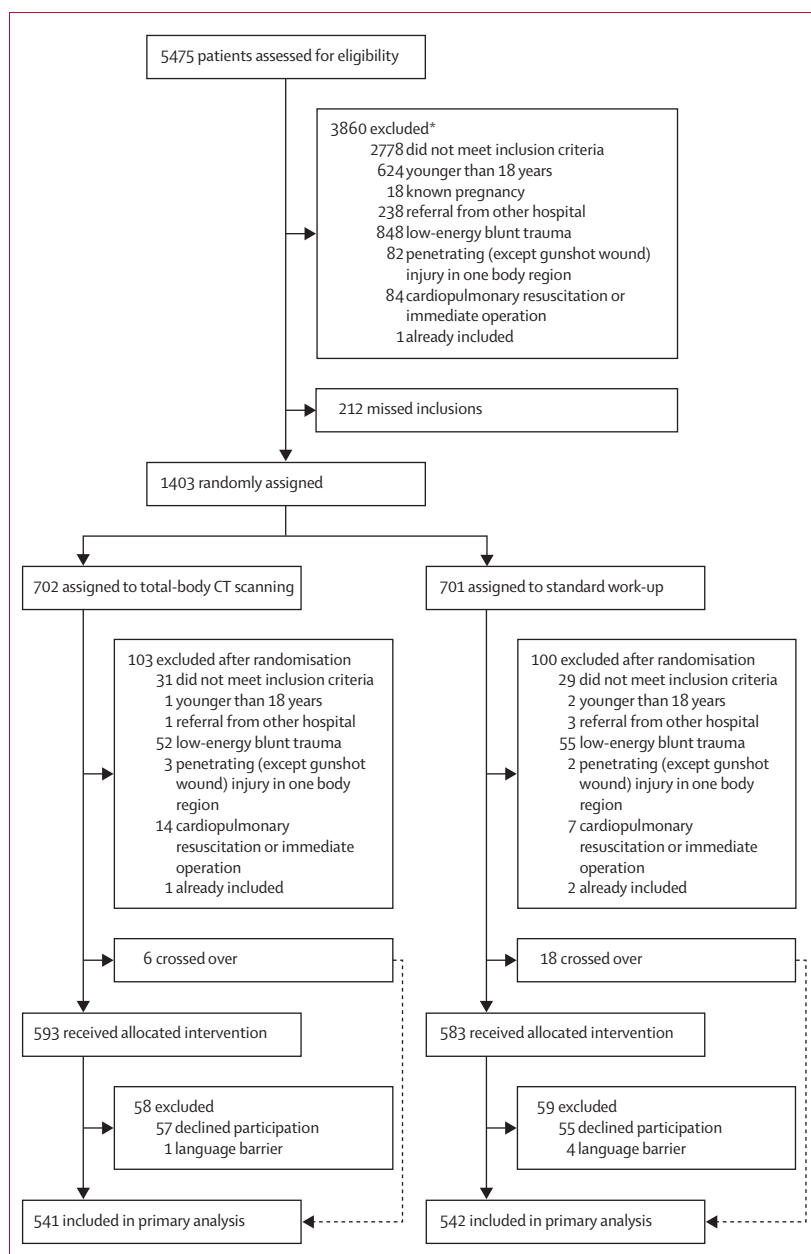 5475 patients assessed for eligibility
3860 excluded*
2778 did not meet inclusion criteria
624 younger than 18 years
18 known pregnancy
238 referral from other hospital
848 low-energy blunt trauma
82 penetrating (except gunshot wound)
injury in one body region
84 cardiopulmonary resuscitation or
immediate operation
1 already included
212 missed inclusions
1403 randomly assigned
702 assigned to total-body CT scanning
701 assigned to standard work-up
103 excluded after randomisation
31 did not meet inclusion criteria
1 younger than 18 years
1 referral from other hospital
52 low-energy blunt trauma
3 penetrating (except gunshot
wound) injury in one body
region
14 cardiopulmonary
resuscitation or immediate
operation
1 already included
100 excluded after randomisation
29 did not meet inclusion criteria
2 younger than 18 years
3 referral from other hospital
55 low-energy blunt trauma
2 penetrating (except gunshot
wound) injury in one body
region
7 cardiopulmonary
resuscitation or immediate
operation
2 already included
6 crossed over
18 crossed over
593 received allocated intervention
583 received allocated intervention
58 excluded
57 declined participation
1 language barrier
59 excluded
55 declined participation
4 language barrier
541 included in primary analysis
542 included in primary analysis